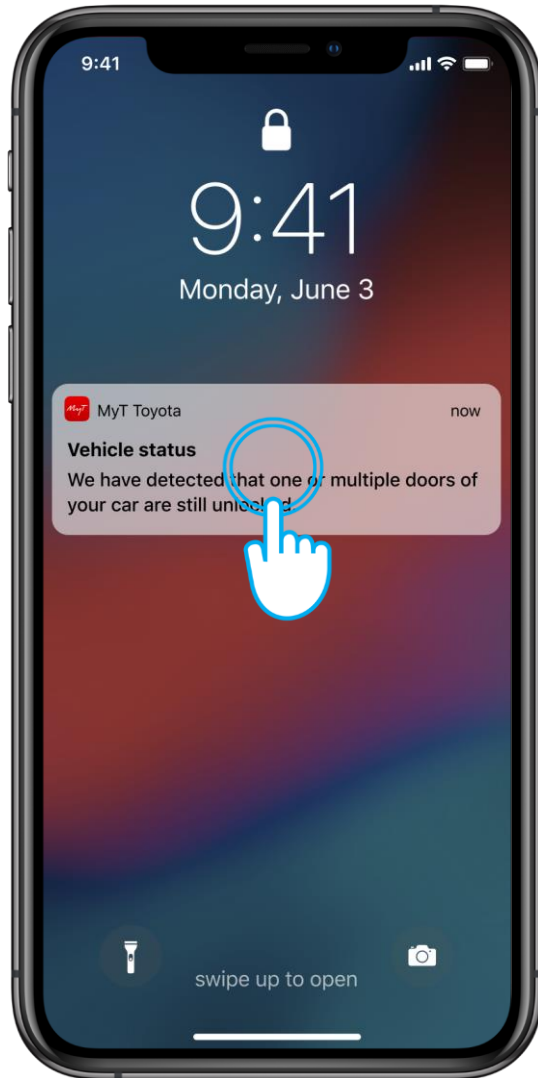 9:41
9:41
Monday, June 3
MyT MyT Toyota now
Vehicle status
We have detected that one or multiple doors of
your car are still unlocked
swipe up to open